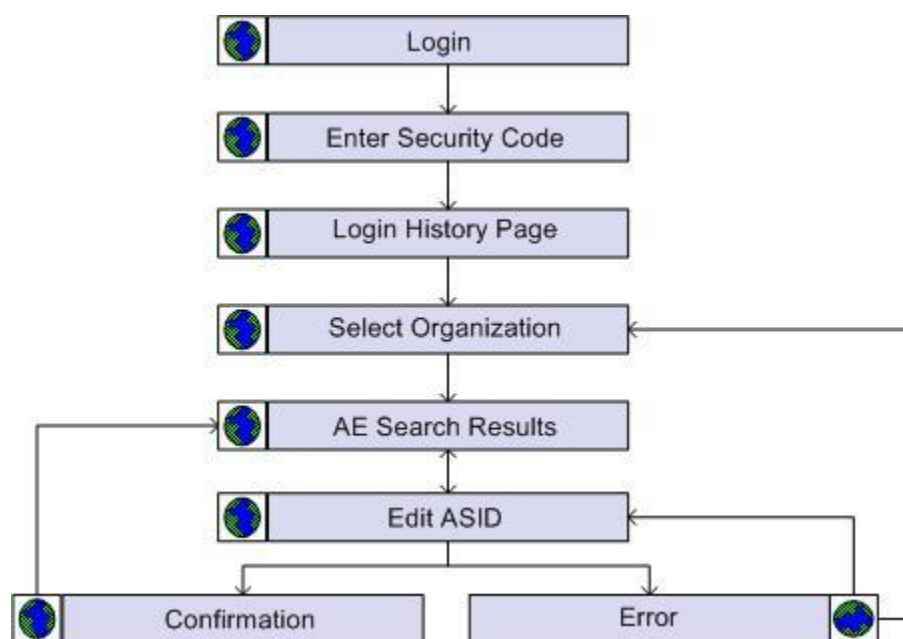 Login
Enter Security Code
Login History Page
Select Organization
AE Search Results
Edit ASID
Confirmation
Error